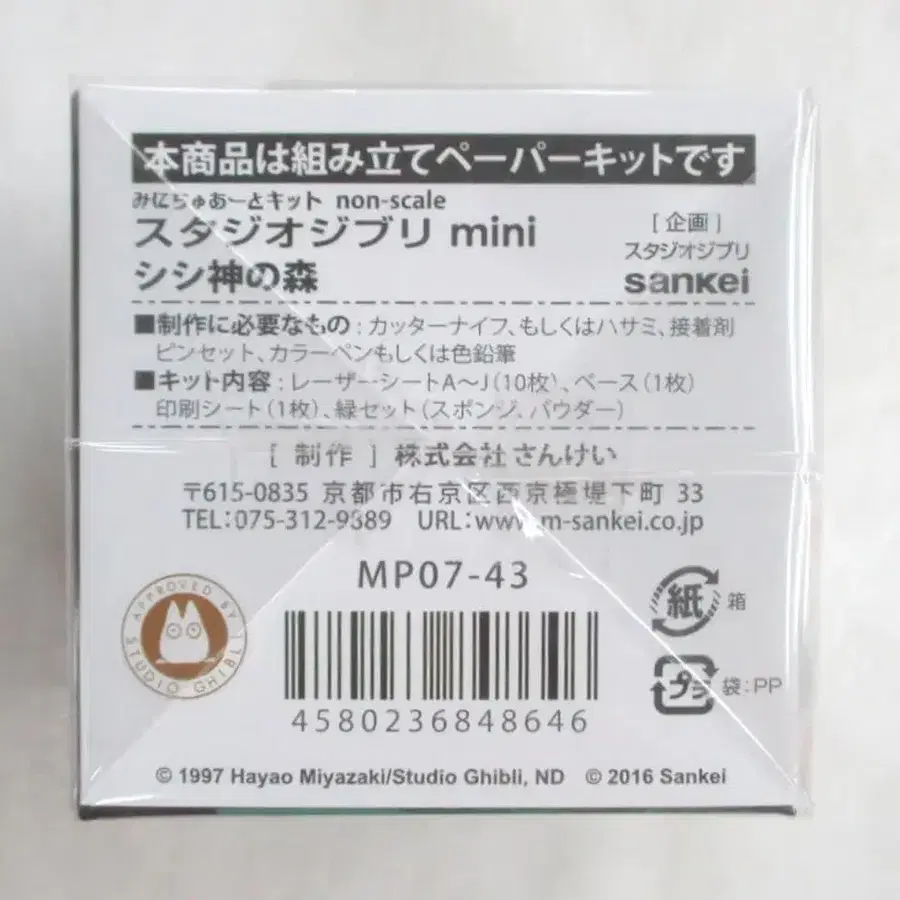 本商品は組み立てペーパーキットです
みにちゅあーとキット non-scale
スタジオジブリ mini
シシ神の森
[ 企画 ]
スタジオジブリ
sankei
■制作に必要なもの : カッターナイフ、もしくはハサミ、接着剤
ピンセット、カラーペンもしくは色鉛筆
■キット内容 : レーザーシートA～J(10枚)、ベース(1枚)
印刷シート(1枚)、緑セット(スポンジ、パウダー)
[ 制作 ] 株式会社さんけい
〒615-0835 京都市右京区西京極堤下町 33
TEL:075-312-9889 URL:www.m-sankei.co.jp
MP07-43
APPROVED BY STUDIO GHIBLI
紙 箱
プラ 袋:PP
4580236848646
© 1997 Hayao Miyazaki/Studio Ghibli, ND © 2016 Sankei